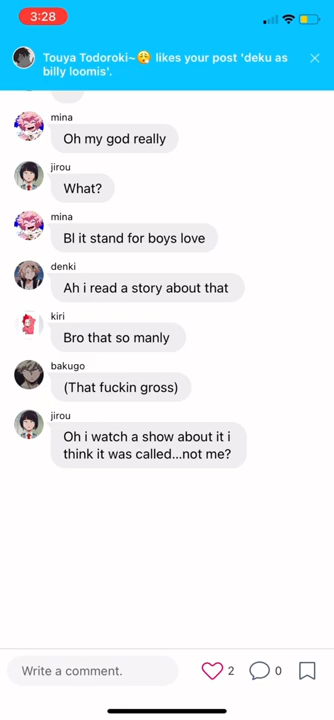 3:28
Touya Todoroki~😮‍💨 likes your post 'deku as
billy loomis'.
mina
Oh my god really
jirou
What?
mina
Bl it stand for boys love
denki
Ah i read a story about that
kiri
Bro that so manly
bakugo
(That fuckin gross)
jirou
Oh i watch a show about it i
think it was called...not me?
Write a comment.
2
0